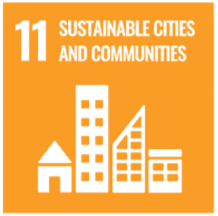 11 SUSTAINABLE CITIES
AND COMMUNITIES